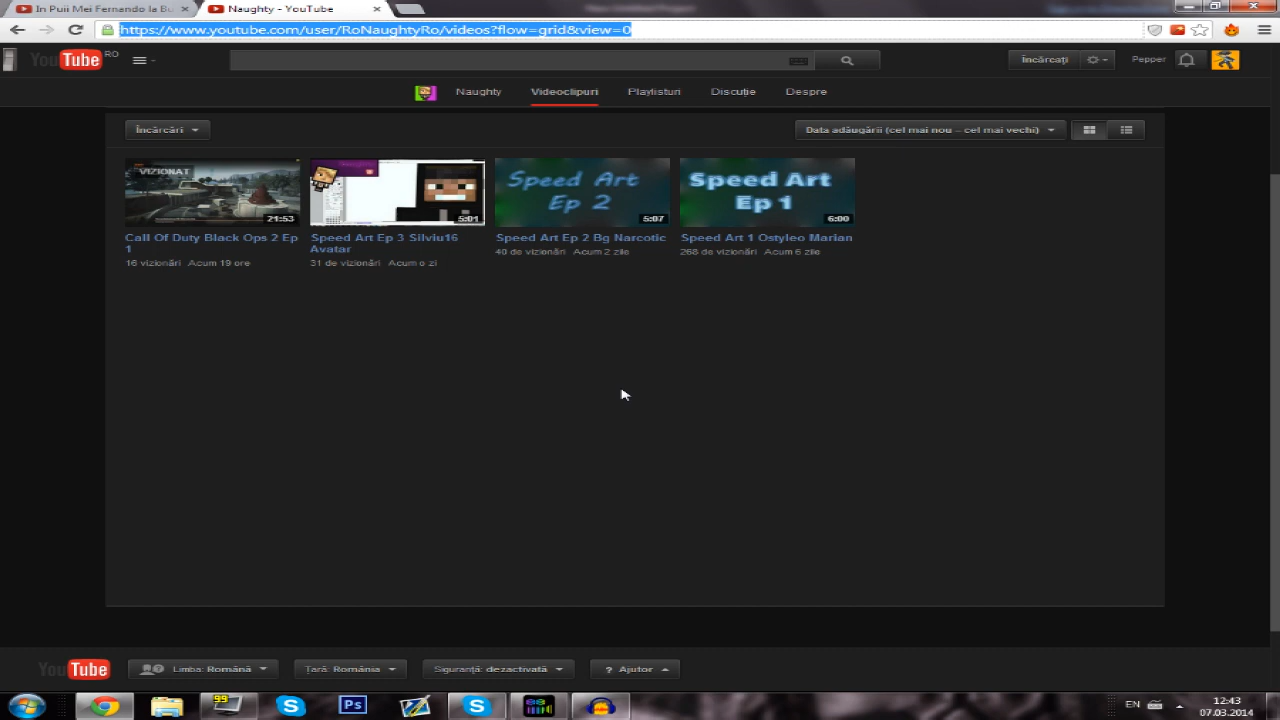 In Puii Mei Fernando la Bu
Naughty - YouTube
https://www.youtube.com/user/RoNaughtyRo/videos?flow=grid&view=0
YouTube RO
Încărcați
Pepper
Naughty
Videoclipuri
Playlisturi
Discuție
Despre
Încărcări
Data adăugării (cel mai nou – cel mai vechi)
VIZIONAT
21:53
5:01
Speed Art
Ep 2
5:07
Speed Art
Ep 1
6:00
Call Of Duty Black Ops 2 Ep
1
16 vizionări Acum 19 ore
Speed Art Ep 3 Silviu16
Avatar
31 de vizionări Acum o zi
Speed Art Ep 2 Bg Narcotic
40 de vizionări Acum 2 zile
Speed Art 1 Ostyleo Marian
268 de vizionări Acum 6 zile
YouTube
Limba: Română
Țară: România
Siguranță: dezactivată
? Ajutor
99
Ps
EN
12:43
07.03.2014